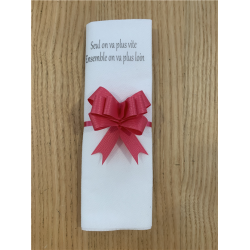 Seul on va plus vite
Ensemble on va plus loin